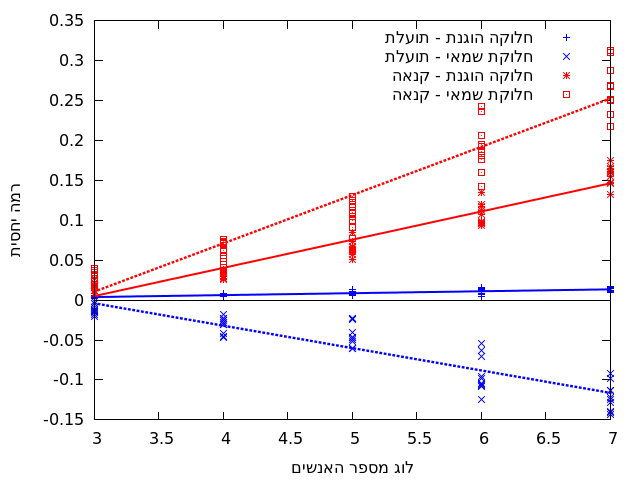 0.35
0.3
0.25
0.2
0.15
0.1
0.05
0
-0.05
-0.1
-0.15
3 3.5 4 4.5 5 5.5 6 6.5 7
רמה יחסית
לוג מספר האנשים
חלוקה הוגנת - תועלת
חלוקת שמאי - תועלת
חלוקה הוגנת - קנאה
חלוקת שמאי - קנאה